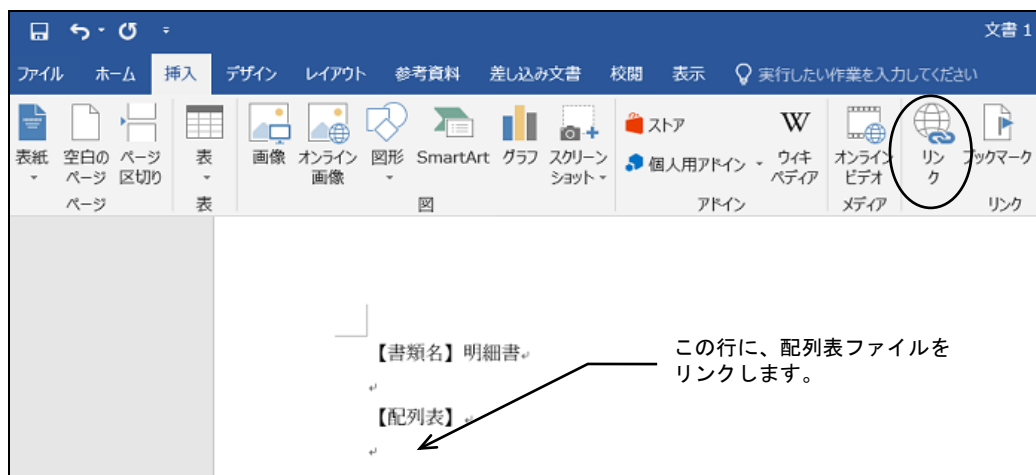 文書 1
ファイル ホーム 挿入 デザイン レイアウト 参考資料 差し込み文書 校閲 表示 実行したい作業を入力してください
表紙 空白の ページ 表 画像 オンライン 図形 SmartArt グラフ スクリーン ストア ウィキ オンライン リン ブックマーク
ページ 区切り 画像 ショット 個人用アドイン ペディア ビデオ ク
ページ 表 図 アドイン メディア リンク
【書類名】明細書
この行に、配列表ファイルを
リンクします。
【配列表】